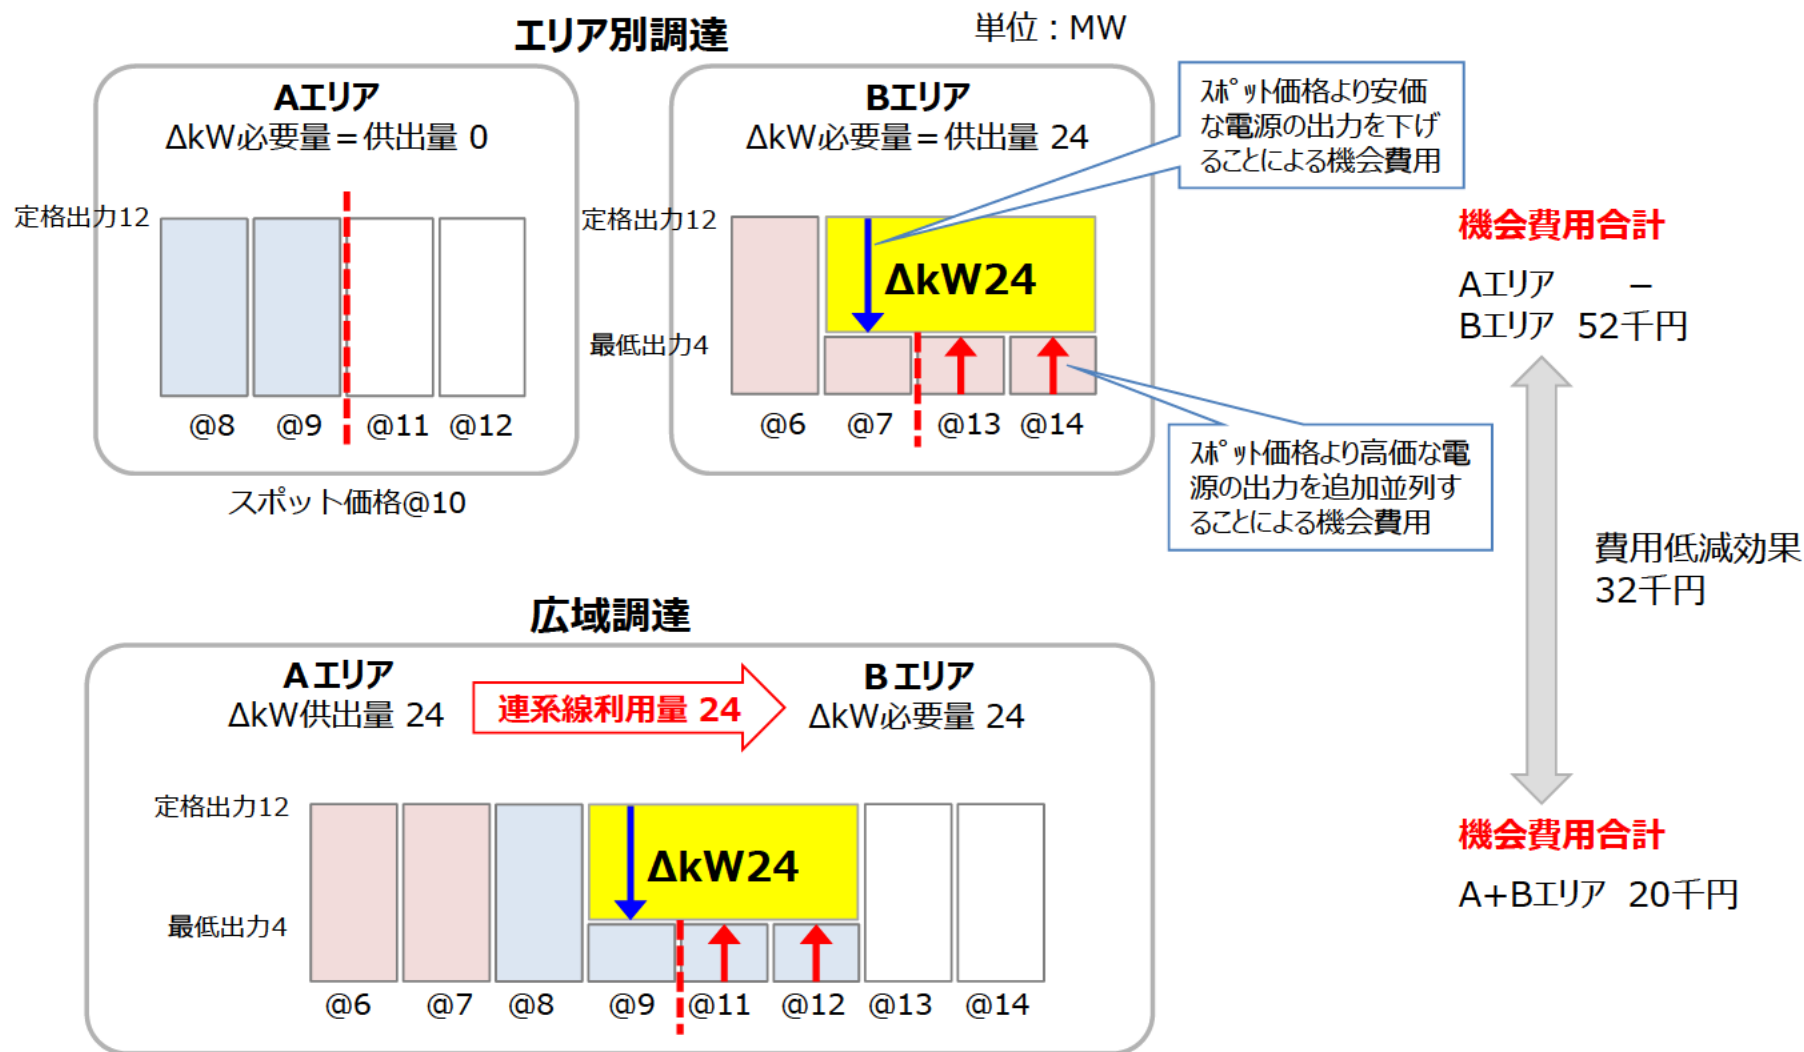 エリア別調達
単位：MW
Aエリア
ΔkW必要量＝供出量 0
定格出力12
@8 @9 @11 @12
スポット価格@10
Bエリア
ΔkW必要量＝供出量 24
定格出力12
ΔkW24
最低出力4
@6 @7 @13 @14
ｽﾎﾟｯﾄ価格より安価
な電源の出力を下げ
ることによる機会費用
ｽﾎﾟｯﾄ価格より高価な電
源の出力を追加並列す
ることによる機会費用
機会費用合計
Aエリア －
Bエリア 52千円
費用低減効果
32千円
広域調達
Aエリア
ΔkW供出量 24
連系線利用量 24
Bエリア
ΔkW必要量 24
定格出力12
ΔkW24
最低出力4
@6 @7 @8 @9 @11 @12 @13 @14
機会費用合計
A+Bエリア 20千円